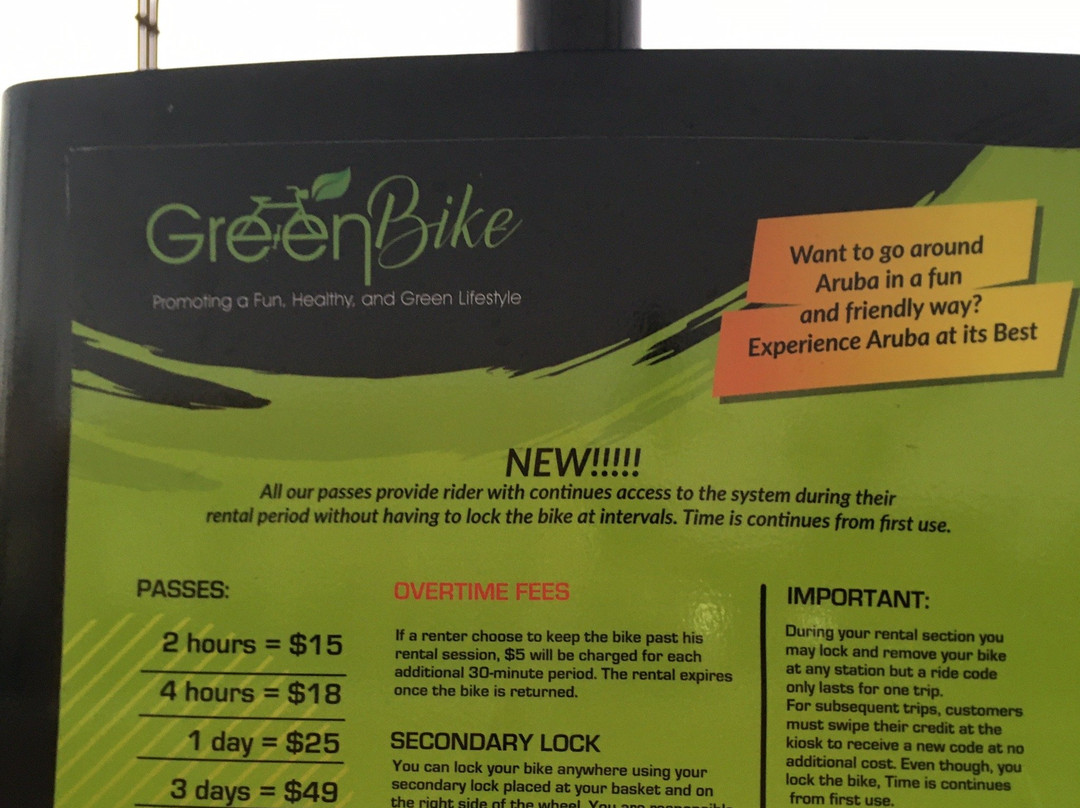 GreenBike
Promoting a Fun, Healthy, and Green Lifestyle
Want to go around
Aruba in a fun
and friendly way?
Experience Aruba at its Best
NEW!!!!!
All our passes provide rider with continues access to the system during their
rental period without having to lock the bike at intervals. Time is continues from first use.
PASSES:
2 hours = $15
4 hours = $18
1 day = $25
3 days = $49
OVERTIME FEES
If a renter choose to keep the bike past his
rental session, $5 will be charged for each
additional 30-minute period. The rental expires
once the bike is returned.
SECONDARY LOCK
You can lock your bike anywhere using your
secondary lock placed at your basket and on
the right side of the wheel. You are responsible
IMPORTANT:
During your rental section you
may lock and remove your bike
at any station but a ride code
only lasts for one trip.
For subsequent trips, customers
must swipe their credit at the
kiosk to receive a new code at no
additional cost. Even though, you
lock the bike, Time is continues
from first use.